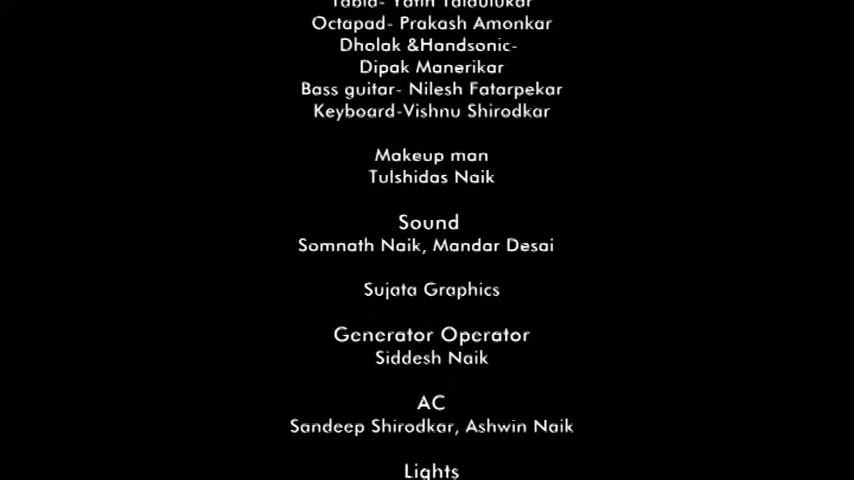 Octapad- Prakash Amonkar
Dholak &Handsonic-
Dipak Manerikar
Bass guitar- Nilesh Fatarpekar
Keyboard-Vishnu Shirodkar
Makeup man
Tulshidas Naik
Sound
Somnath Naik, Mandar Desai
Sujata Graphics
Generator Operator
Siddesh Naik
AC
Sandeep Shirodkar, Ashwin Naik
Lights